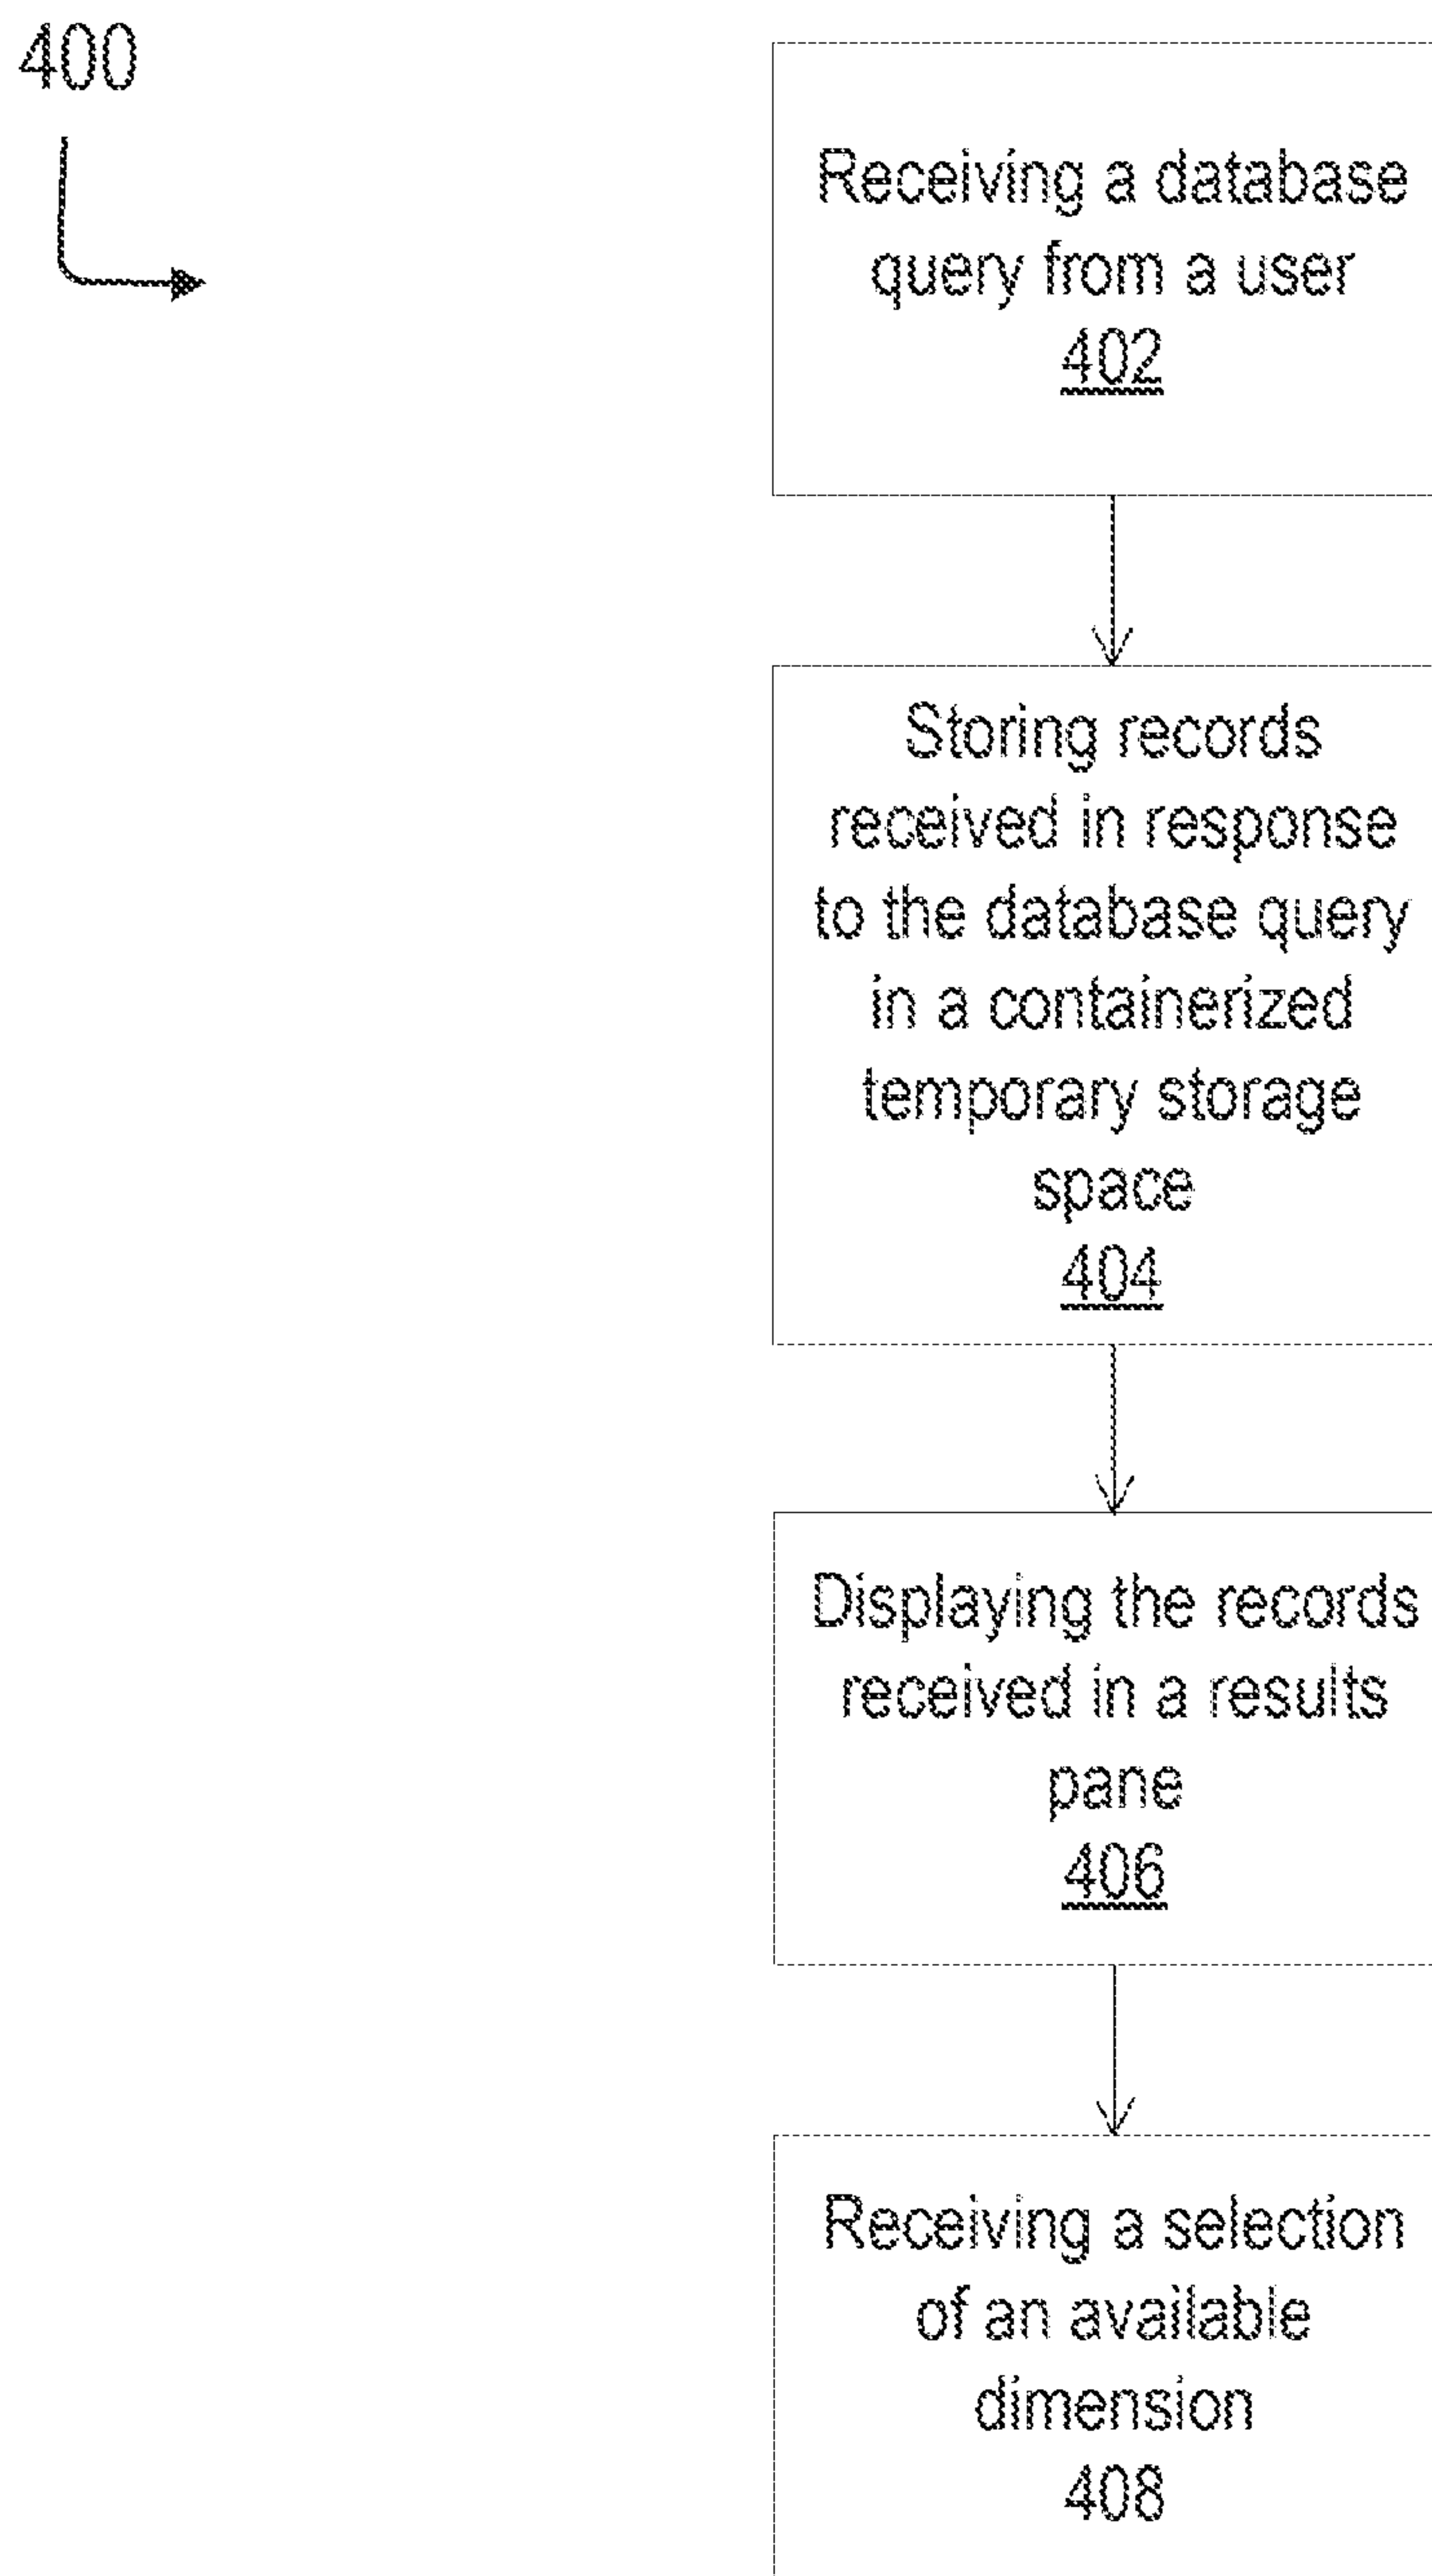 400
Receiving a database
query from a user
402
Storing records
received in response
to the database query
in a containerized
temporary storage
space
404
Displaying the records
received in a results
pane
406
Receiving a selection
of an available
dimension
408